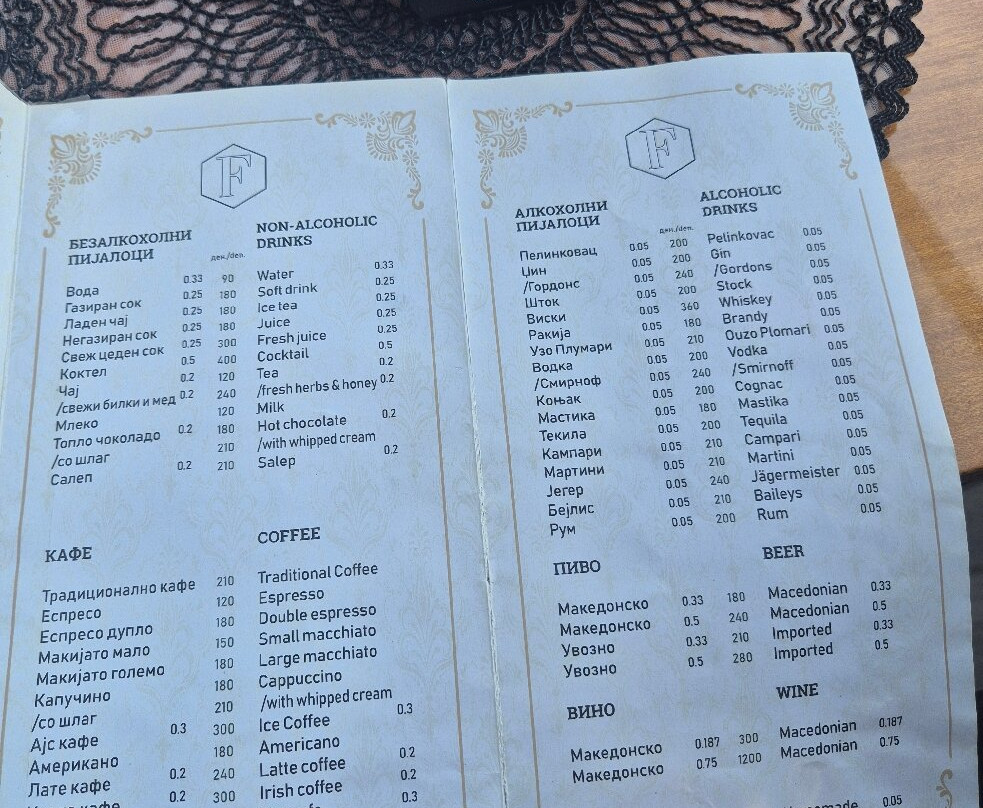 F
БЕЗАЛКОХОЛНИ ПИЈАЛОЦИ
ден./den.
NON-ALCOHOLIC DRINKS
Вода 0.33 90 Water 0.33
Газиран сок 0.25 180 Soft drink 0.25
Ладен чај 0.25 180 Ice tea 0.25
Негазиран сок 0.25 180 Juice 0.25
Свеж цеден сок 0.25 300 Fresh juice 0.25
Коктел 0.5 400 Cocktail 0.5
Чај 0.2 120 Tea 0.2
/свежи билки и мед 0.2 240 /fresh herbs & honey 0.2
Млеко 120 Milk
Топло чоколадо 0.2 180 Hot chocolate 0.2
/со шлаг 210 /with whipped cream
Салеп 0.2 210 Salep 0.2
КАФЕ COFFEE
Традиционално кафе 210 Traditional Coffee
Еспресо 120 Espresso
Еспресо дупло 180 Double espresso
Макијато мало 150 Small macchiato
Макијато големо 180 Large macchiato
Капучино 180 Cappuccino
/со шлаг 210 /with whipped cream
Ајс кафе 0.3 300 Ice Coffee 0.3
Американо 180 Americano
Лате кафе 0.2 240 Latte coffee 0.2
кафе 0.2 300 Irish coffee 0.2
0.3
F
АЛКОХОЛНИ ПИЈАЛОЦИ
ден./den.
ALCOHOLIC DRINKS
Пелинковац 0.05 200 Pelinkovac 0.05
Џин 0.05 200 Gin 0.05
/Гордонс 0.05 240 /Gordons 0.05
Шток 0.05 200 Stock 0.05
Виски 0.05 360 Whiskey 0.05
Ракија 0.05 180 Brandy 0.05
Узо Плумари 0.05 210 Ouzo Plomari 0.05
Водка 0.05 200 Vodka 0.05
/Смирноф 0.05 240 /Smirnoff 0.05
Коњак 0.05 200 Cognac 0.05
Мастика 0.05 180 Mastika 0.05
Текила 0.05 200 Tequila 0.05
Кампари 0.05 210 Campari 0.05
Мартини 0.05 210 Martini 0.05
Јегер 0.05 240 Jägermeister 0.05
Бејлис 0.05 210 Baileys 0.05
Рум 0.05 200 Rum 0.05
ПИВО BEER
Македонско 0.33 180 Macedonian 0.33
Македонско 0.5 240 Macedonian 0.5
Увозно 0.33 210 Imported 0.33
Увозно 0.5 280 Imported 0.5
ВИНО WINE
Македонско 0.187 300 Macedonian 0.187
Македонско 0.75 1200 Macedonian 0.75
0.05